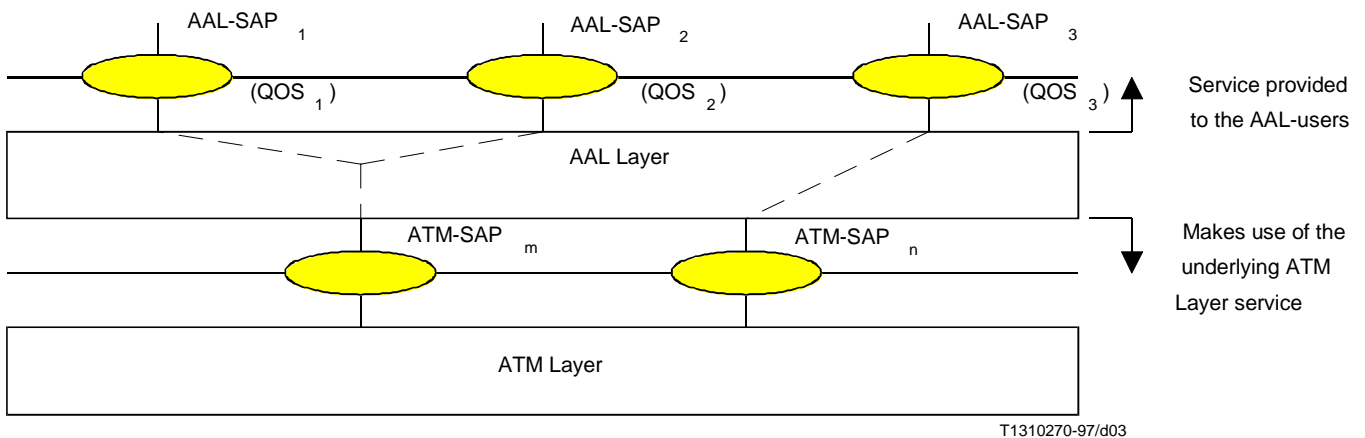 AAL-SAP 1
AAL-SAP 2
AAL-SAP 3
(QOS 1 )
(QOS 2 )
(QOS 3 )
Service provided
to the AAL-users
AAL Layer
ATM-SAP m
ATM-SAP n
Makes use of the
underlying ATM
Layer service
ATM Layer
T1310270-97/d03